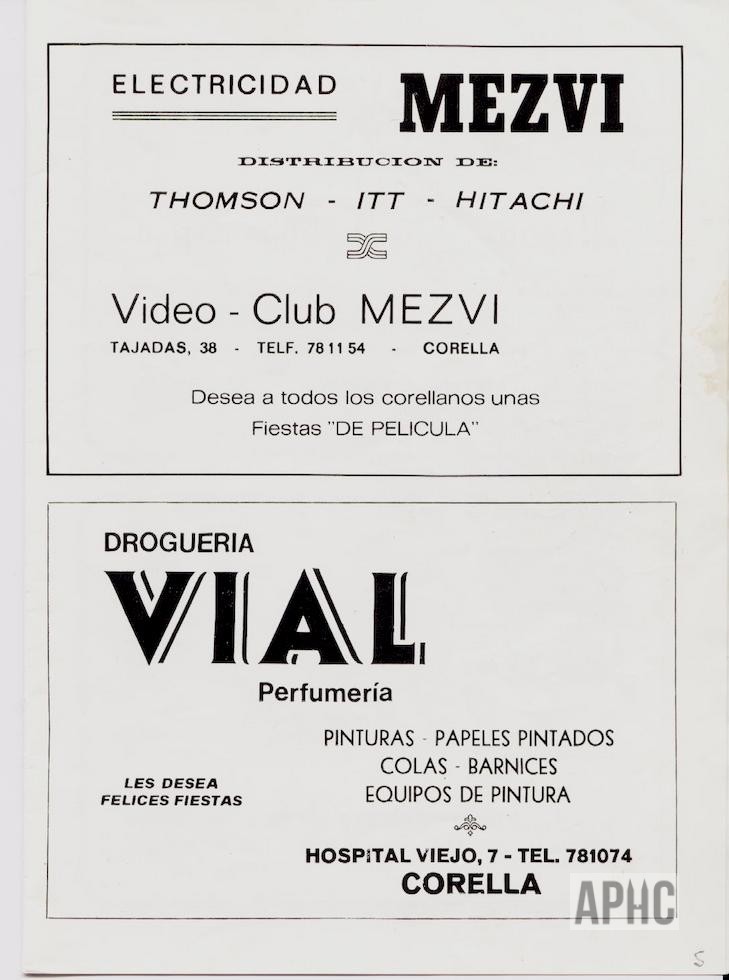 ELECTRICIDAD MEZVI
DISTRIBUCION DE:
THOMSON - ITT - HITACHI
Video - Club MEZVI
TAJADAS, 38 - TELF. 78 11 54 - CORELLA
Desea a todos los corellanos unas
Fiestas "DE PELICULA"
DROGUERIA
VIAL
Perfumería
PINTURAS - PAPELES PINTADOS
COLAS - BARNICES
EQUIPOS DE PINTURA
LES DESEA
FELICES FIESTAS
HOSPITAL VIEJO, 7 - TEL. 781074
CORELLA
APHC
5